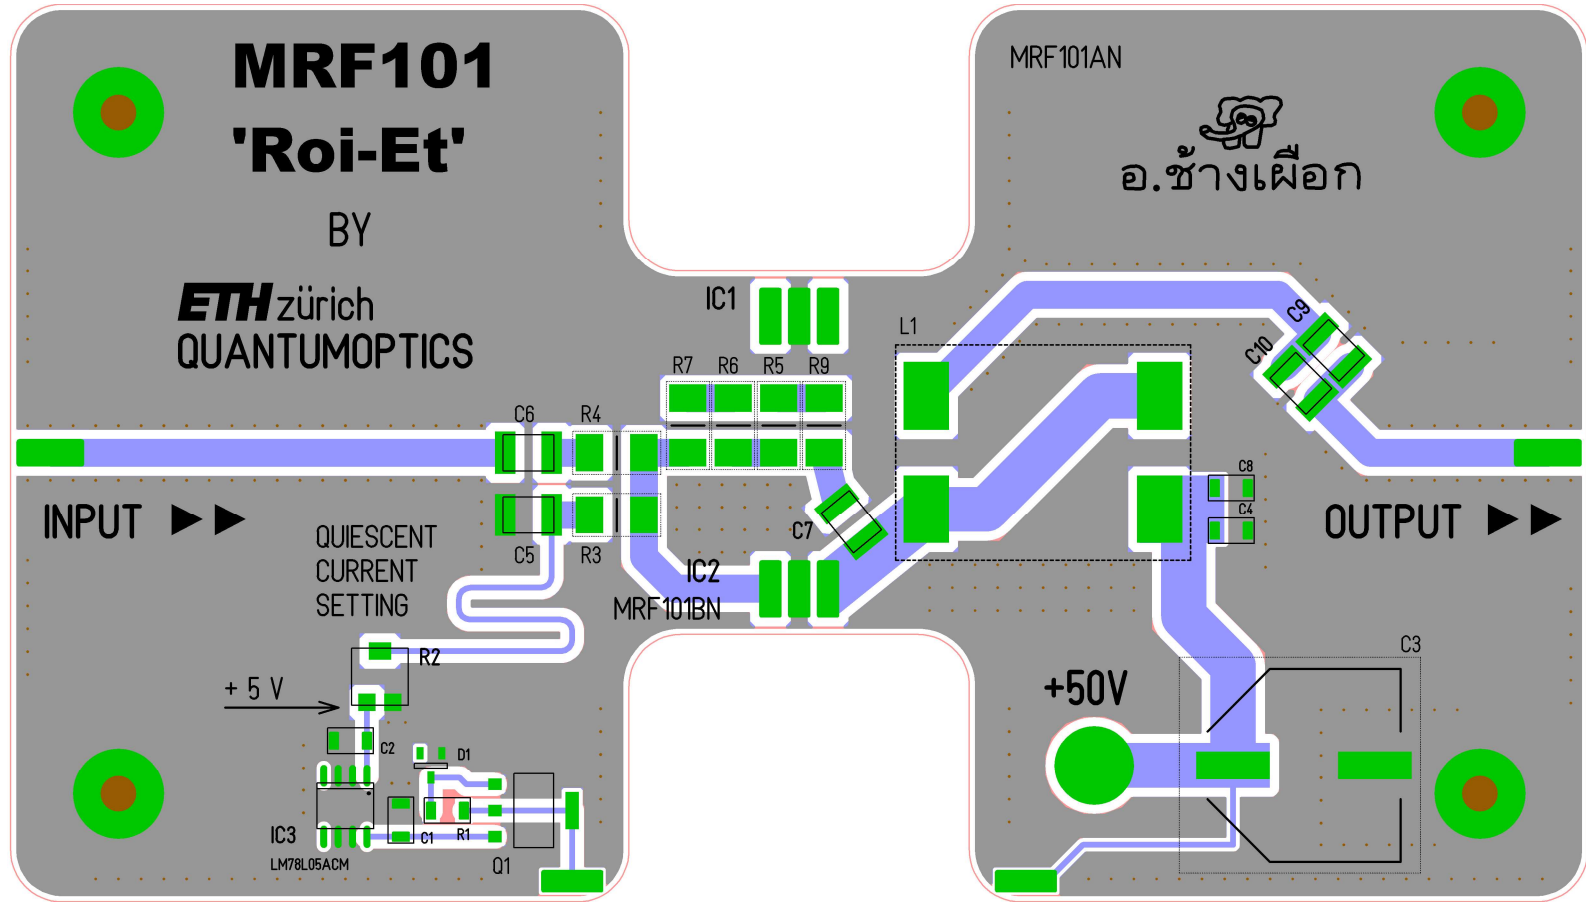 MRF101
'Roi-Et'
BY
ETH zürich
QUANTUMOPTICS
MRF101AN
อ.ช้างเผือก
IC1
L1
C9
C10
R7 R6 R5 R9
C6 R4
INPUT ►►
QUIESCENT
CURRENT
SETTING
C5 R3
C7
C8
C4
OUTPUT ►►
IC2
MRF101BN
R2
+ 5 V
C2
D1
IC3
LM78L05ACM
C1
R1
Q1
+50V
C3